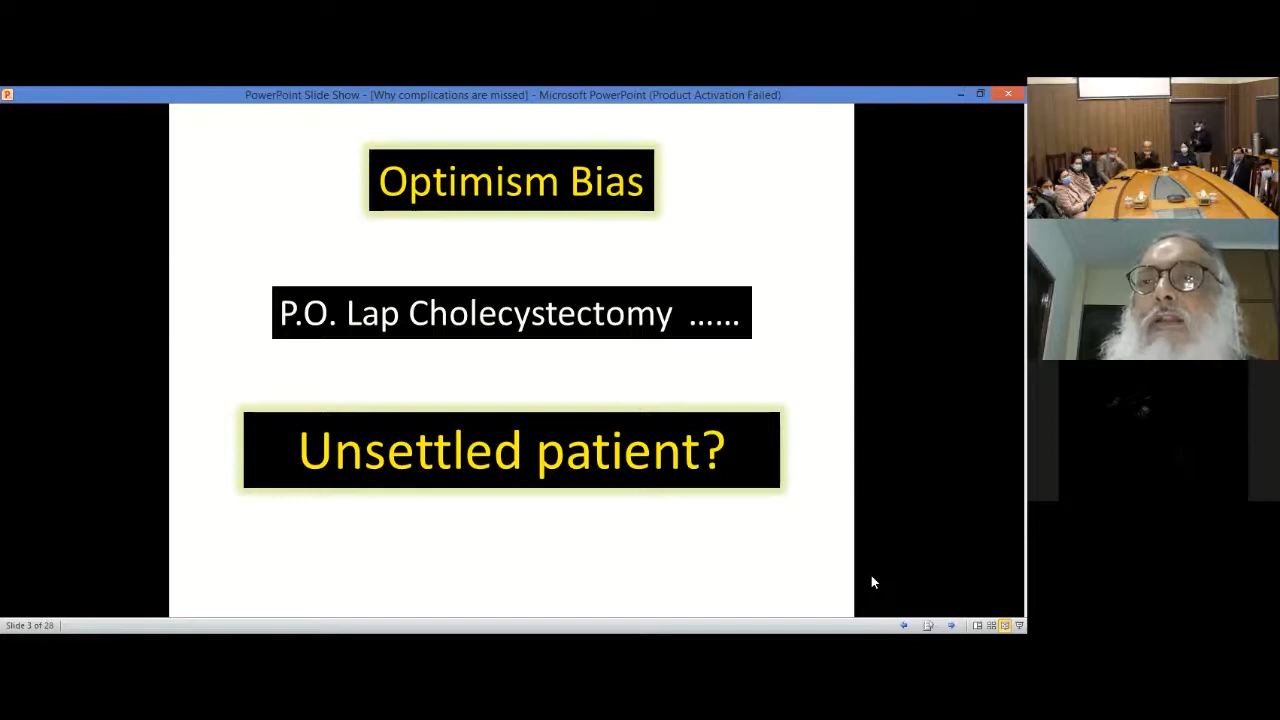 PowerPoint Slide Show - [Why complications are missed] - Microsoft PowerPoint (Product Activation Failed)
Optimism Bias
P.O. Lap Cholecystectomy ......
Unsettled patient?
Slide 3 of 28